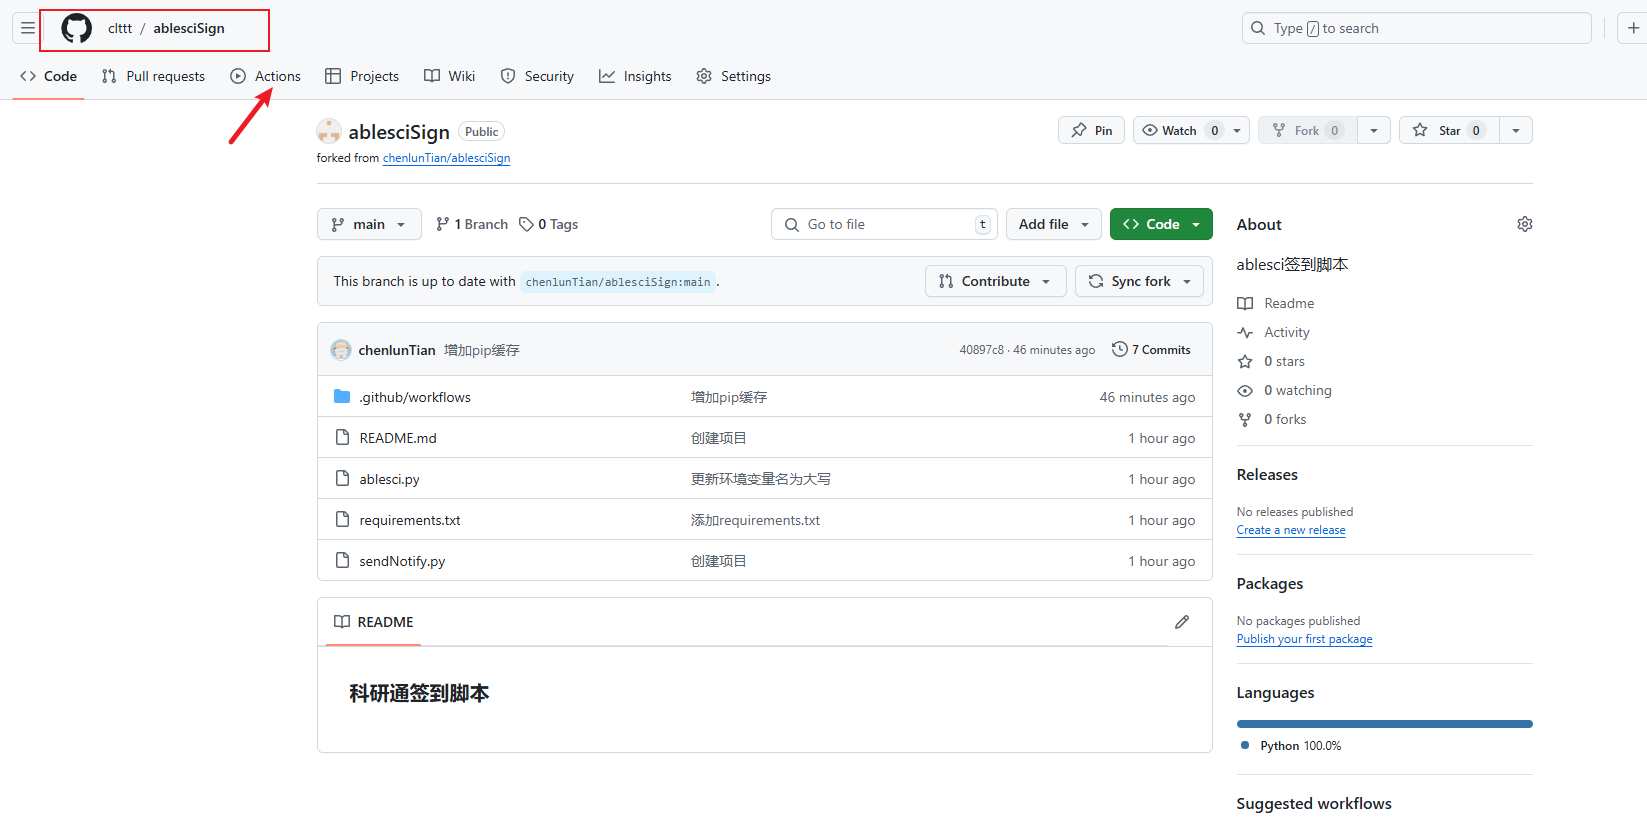 clttt / ablesciSign
Type / to search
Code Pull requests Actions Projects Wiki Security Insights Settings
ablesciSign Public
Pin Watch 0 Fork 0 Star 0
forked from chenlunTian/ablesciSign
main 1 Branch 0 Tags Go to file t Add file Code
This branch is up to date with chenlunTian/ablesciSign:main.
Contribute Sync fork
chenlunTian 增加pip缓存 40897c8 · 46 minutes ago 7 Commits
.github/workflows 增加pip缓存 46 minutes ago
README.md 创建项目 1 hour ago
ablesci.py 更新环境变量名为大写 1 hour ago
requirements.txt 添加requirements.txt 1 hour ago
sendNotify.py 创建项目 1 hour ago
README
科研通签到脚本
About
ablesci签到脚本
Readme
Activity
0 stars
0 watching
0 forks
Releases
No releases published
Create a new release
Packages
No packages published
Publish your first package
Languages
Python 100.0%
Suggested workflows